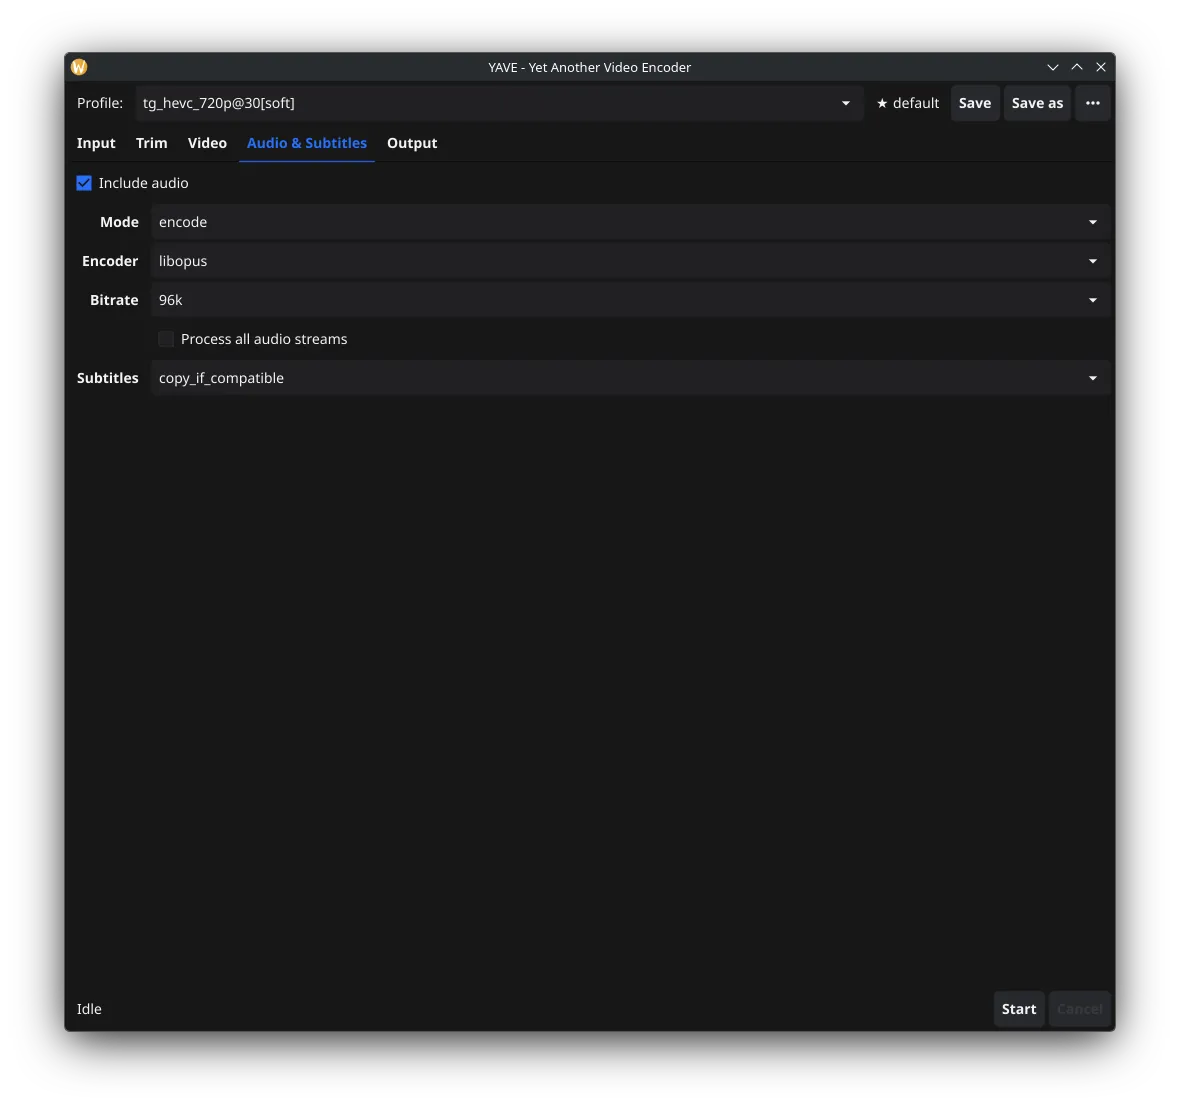 YAVE - Yet Another Video Encoder
Profile: tg_hevc_720p@30[soft] ★ default Save Save as ···
Input Trim Video Audio & Subtitles Output
Include audio
Mode encode
Encoder libopus
Bitrate 96k
Process all audio streams
Subtitles copy_if_compatible
Idle Start Cancel